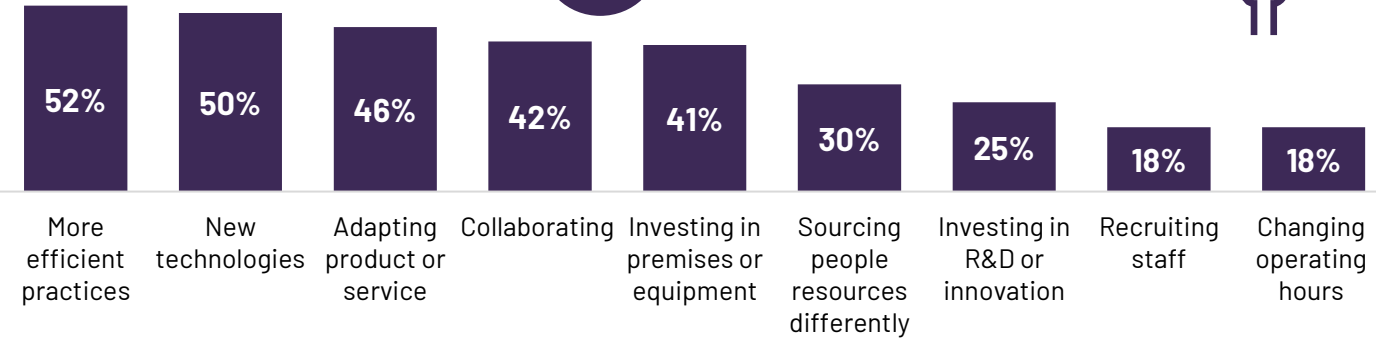 52%
50%
46%
42%
41%
30%
25%
18%
18%
More
efficient
practices
New
technologies
Adapting
product or
service
Collaborating
Investing in
premises or
equipment
Sourcing
people
resources
differently
Investing in
R&D or
innovation
Recruiting
staff
Changing
operating
hours